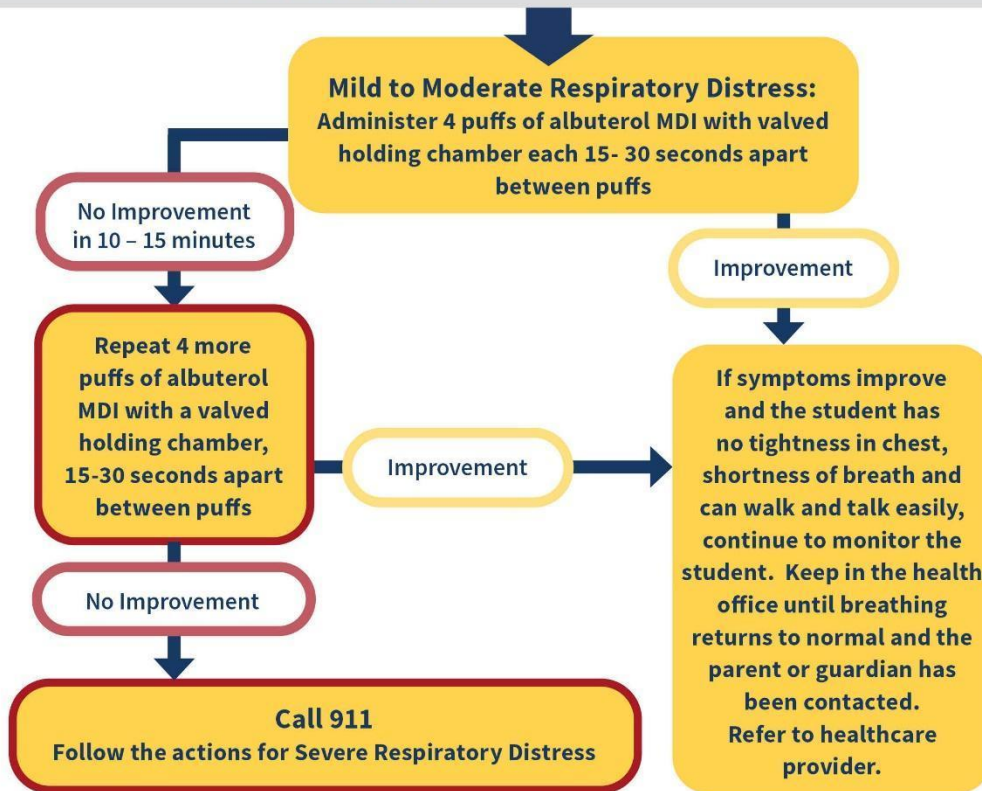 Mild to Moderate Respiratory Distress:
Administer 4 puffs of albuterol MDI with valved
holding chamber each 15- 30 seconds apart
between puffs
No Improvement
in 10 – 15 minutes
Improvement
Repeat 4 more
puffs of albuterol
MDI with a valved
holding chamber,
15-30 seconds apart
between puffs
Improvement
If symptoms improve
and the student has
no tightness in chest,
shortness of breath and
can walk and talk easily,
continue to monitor the
student. Keep in the health
office until breathing
returns to normal and the
parent or guardian has
been contacted.
Refer to healthcare
provider.
No Improvement
Call 911
Follow the actions for Severe Respiratory Distress